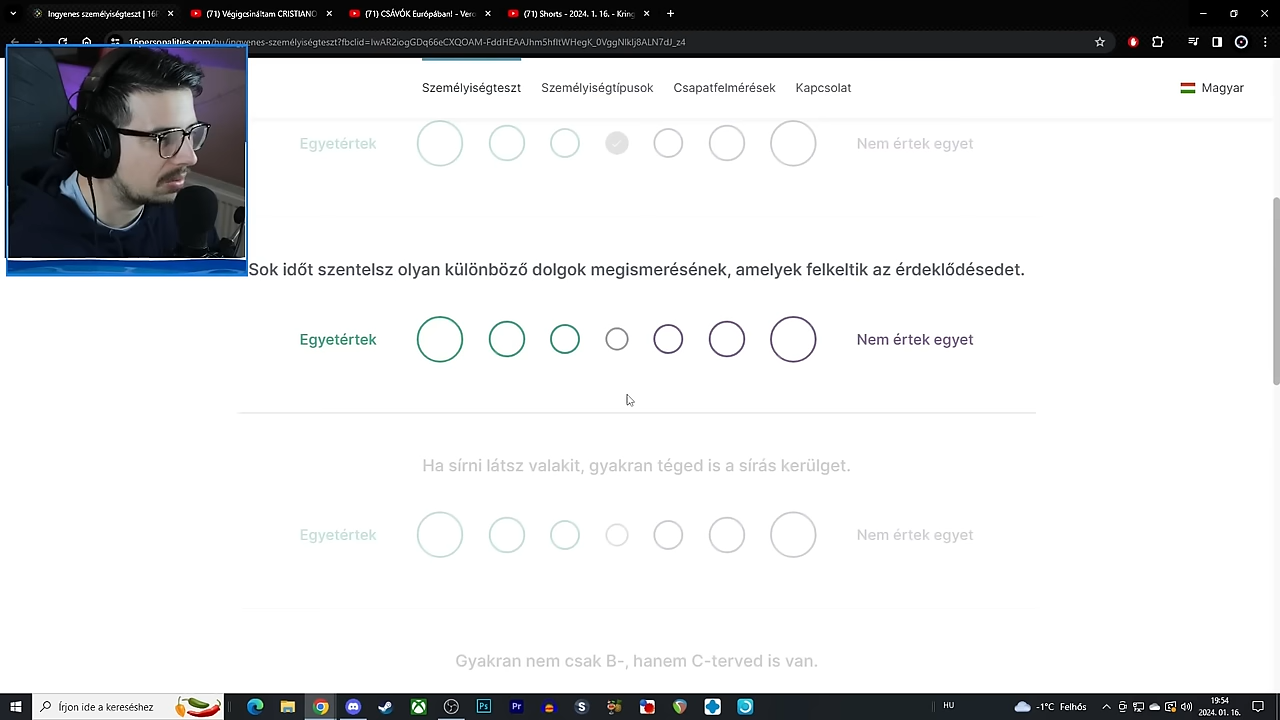 Ingyenes személyiségteszt | 16P
(71) Végigcsináltam CRISTIANO
(71) CSÁVÓK Európában! - Verc
(71) Shorts - 2024. 1. 16. - Kring
Személyiségteszt
Személyiségtípusok
Csapatfelmérések
Kapcsolat
Magyar
Egyetértek
Nem értek egyet
Sok időt szentelsz olyan különböző dolgok megismerésének, amelyek felkeltik az érdeklődésedet.
Egyetértek
Nem értek egyet
Ha sírni látsz valakit, gyakran téged is a sírás kerülget.
Egyetértek
Nem értek egyet
Gyakran nem csak B-, hanem C-terved is van.
Írjon ide a kereséshez
HU
-1°C Felhős:
19:54
2024. 01. 16.